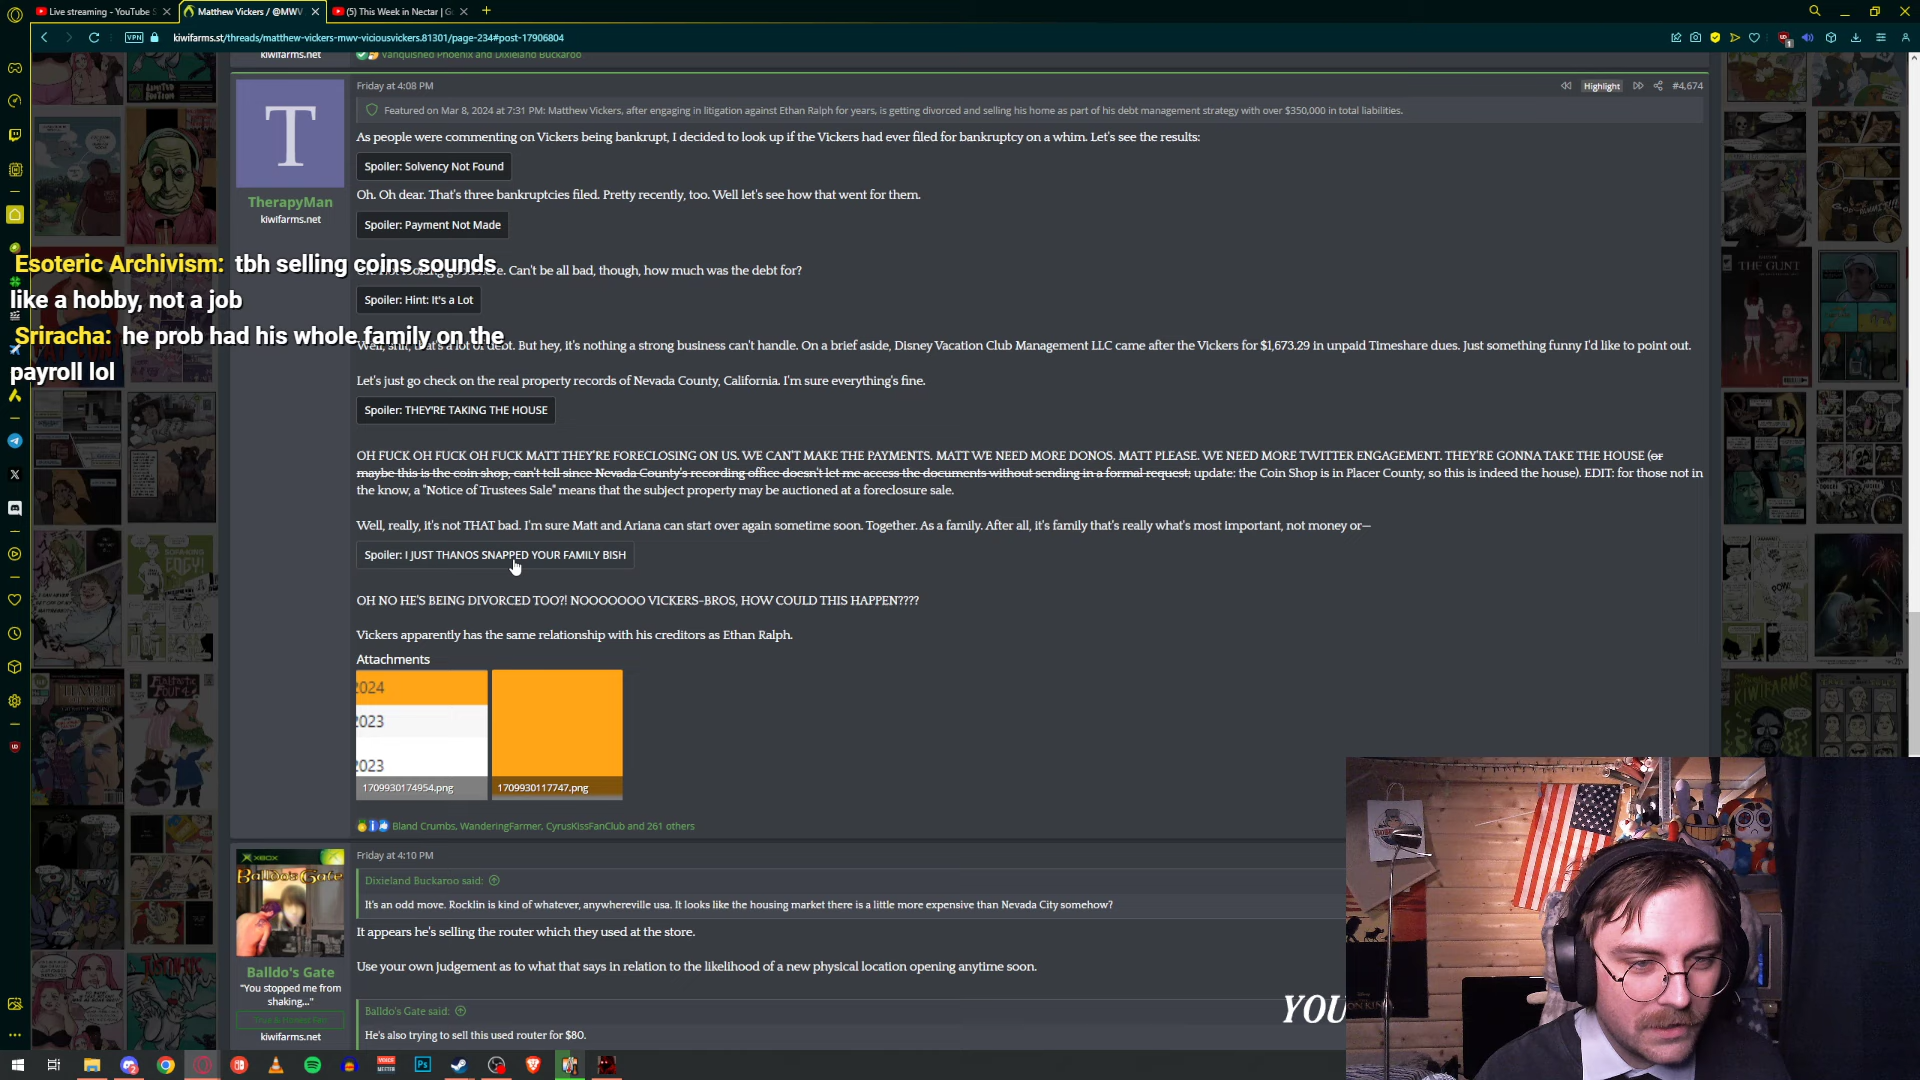 Live streaming - YouTube S
Matthew Vickers / @MWV
(5) This Week in Nectar | G
VPN
kiwifarms.st/threads/matthew-vickers-mwv-viciousvickers.81301/page-234#post-17906804
kiwifarms.net
Vanquished Phoenix and Dixieland Buckaroo
Friday at 4:08 PM
Highlight
#4,674
T
TherapyMan
kiwifarms.net
Featured on Mar 8, 2024 at 7:31 PM: Matthew Vickers, after engaging in litigation against Ethan Ralph for years, is getting divorced and selling his home as part of his debt management strategy with over $350,000 in total liabilities.
As people were commenting on Vickers being bankrupt, I decided to look up if the Vickers had ever filed for bankruptcy on a whim. Let's see the results:
Spoiler: Solvency Not Found
Oh. Oh dear. That's three bankruptcies filed. Pretty recently, too. Well let's see how that went for them.
Spoiler: Payment Not Made
Can't be all bad, though, how much was the debt for?
Spoiler: Hint: It's a Lot
Esoteric Archivism: tbh selling coins sounds
like a hobby, not a job
Sriracha: he prob had his whole family on the
payroll lol
Well, shit, that's a lot of debt. But hey, it's nothing a strong business can't handle. On a brief aside, Disney Vacation Club Management LLC came after the Vickers for $1,673.29 in unpaid Timeshare dues. Just something funny I'd like to point out.
Let's just go check on the real property records of Nevada County, California. I'm sure everything's fine.
Spoiler: THEY'RE TAKING THE HOUSE
OH FUCK OH FUCK OH FUCK MATT THEY'RE FORECLOSING ON US. WE CAN'T MAKE THE PAYMENTS. MATT WE NEED MORE DONOS. MATT PLEASE. WE NEED MORE TWITTER ENGAGEMENT. THEY'RE GONNA TAKE THE HOUSE (or
maybe this is the coin shop, can't tell since Nevada County's recording office doesn't let me access the documents without sending in a formal request; update: the Coin Shop is in Placer County, so this is indeed the house). EDIT: for those not in
the know, a "Notice of Trustees Sale" means that the subject property may be auctioned at a foreclosure sale.
Well, really, it's not THAT bad. I'm sure Matt and Ariana can start over again sometime soon. Together. As a family. After all, it's family that's really what's most important, not money or—
Spoiler: I JUST THANOS SNAPPED YOUR FAMILY BISH
OH NO HE'S BEING DIVORCED TOO?! NOOOOOOO VICKERS-BROS, HOW COULD THIS HAPPEN????
Vickers apparently has the same relationship with his creditors as Ethan Ralph.
Attachments
2024
2023
2023
1709930174954.png
1709930117747.png
Bland Crumbs, WanderingFarmer, CyrusKissFanClub and 261 others
XBOX
Balldo's Gate
Balldo's Gate
"You stopped me from
shaking..."
kiwifarms.net
Friday at 4:10 PM
Dixieland Buckaroo said:
It's an odd move. Rocklin is kind of whatever, anywhereville usa. It looks like the housing market there is a little more expensive than Nevada City somehow?
It appears he's selling the router which they used at the store.
Use your own judgement as to what that says in relation to the likelihood of a new physical location opening anytime soon.
Balldo's Gate said:
He's also trying to sell this used router for $80.
YOU
THE GUNT